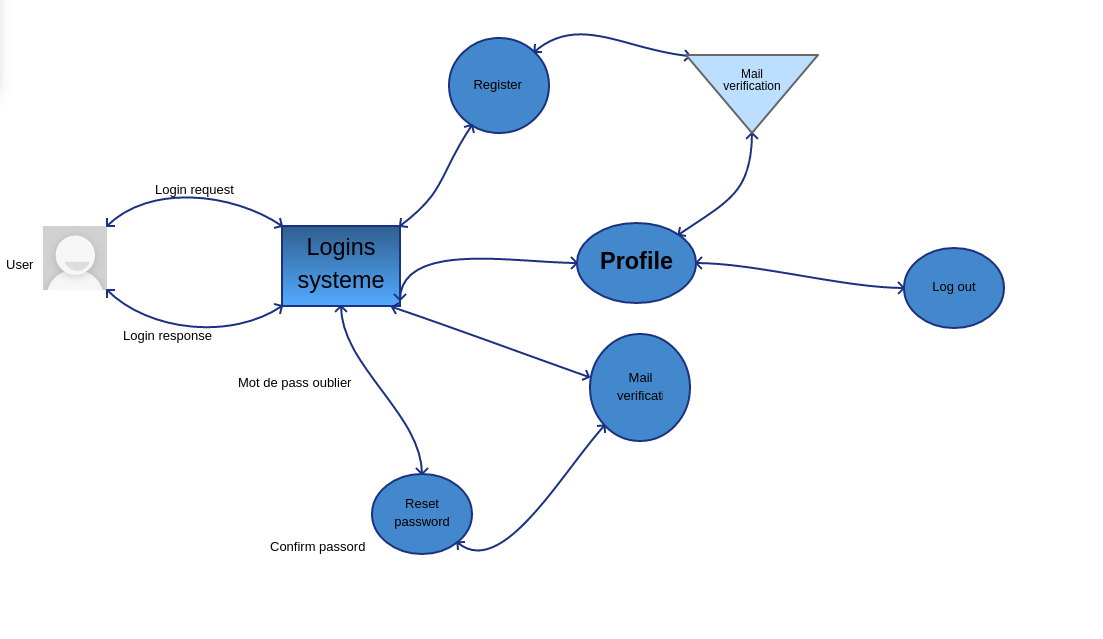 Register
Mail
verification
Login request
User
Logins
systeme
Profile
Log out
Login response
Mot de pass oublier
Mail
verificati
Reset
password
Confirm passord